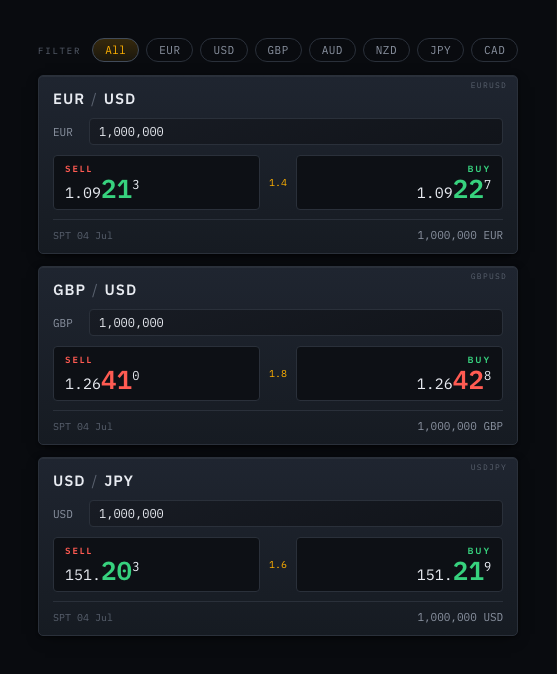 FILTER All EUR USD GBP AUD NZD JPY CAD
EURUSD
EUR / USD
EUR 1,000,000
SELL BUY
1.09213 1.4 1.09227
SPT 04 Jul 1,000,000 EUR
GBPUSD
GBP / USD
GBP 1,000,000
SELL BUY
1.26410 1.8 1.26428
SPT 04 Jul 1,000,000 GBP
USDJPY
USD / JPY
USD 1,000,000
SELL BUY
151.203 1.6 151.219
SPT 04 Jul 1,000,000 USD